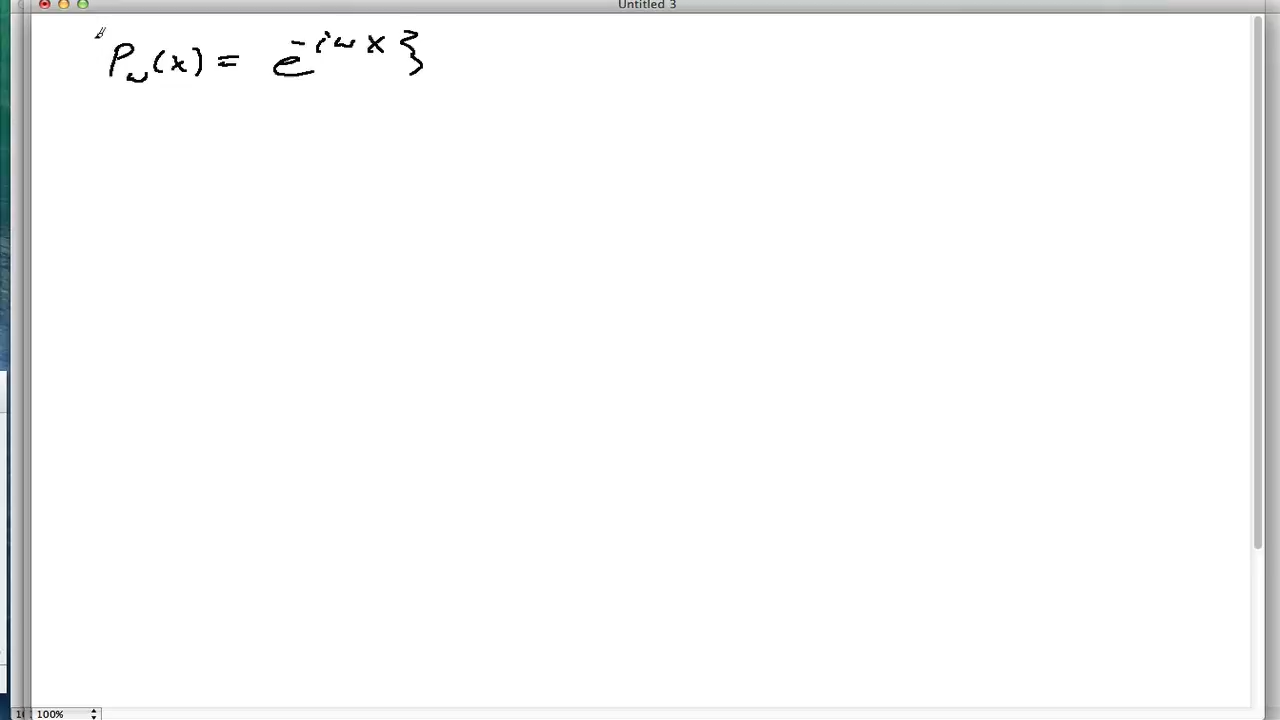 Untitled 3
P_ω(x) = e^{-iωx} }
100%